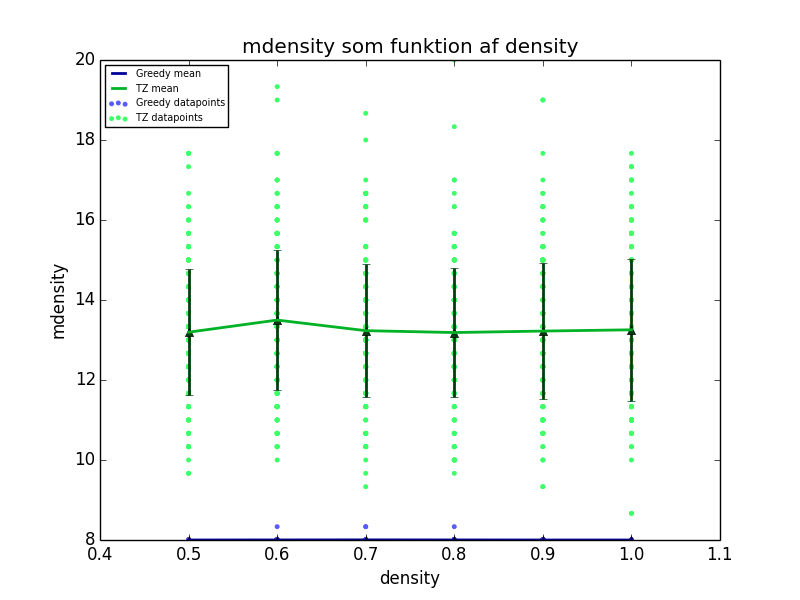 mdensity som funktion af density
Greedy mean
TZ mean
Greedy datapoints
TZ datapoints
20
18
16
14
12
10
8
mdensity
0.4 0.5 0.6 0.7 0.8 0.9 1.0 1.1
density